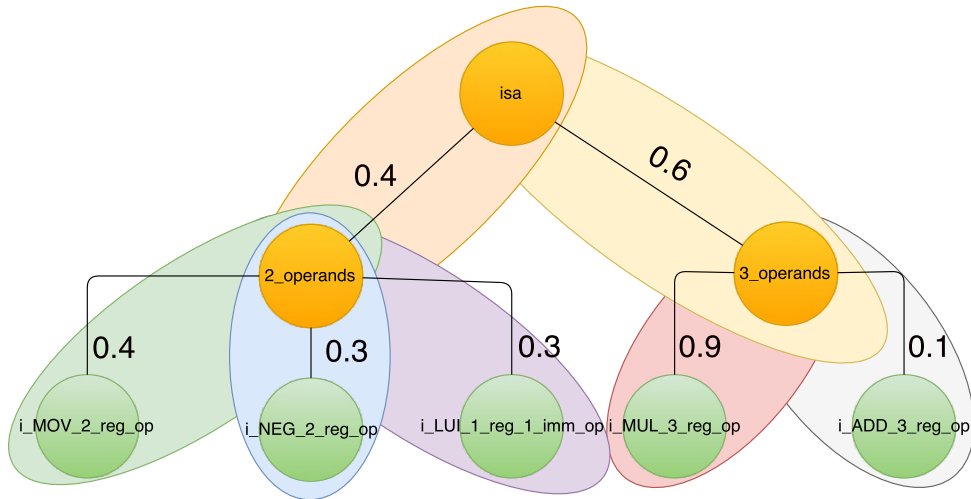 isa
0.4
0.6
2_operands
3_operands
0.4
0.3
0.3
0.9
0.1
i_MOV_2_reg_op
i_NEG_2_reg_op
i_LUI_1_reg_1_imm_op
i_MUL_3_reg_op
i_ADD_3_reg_op